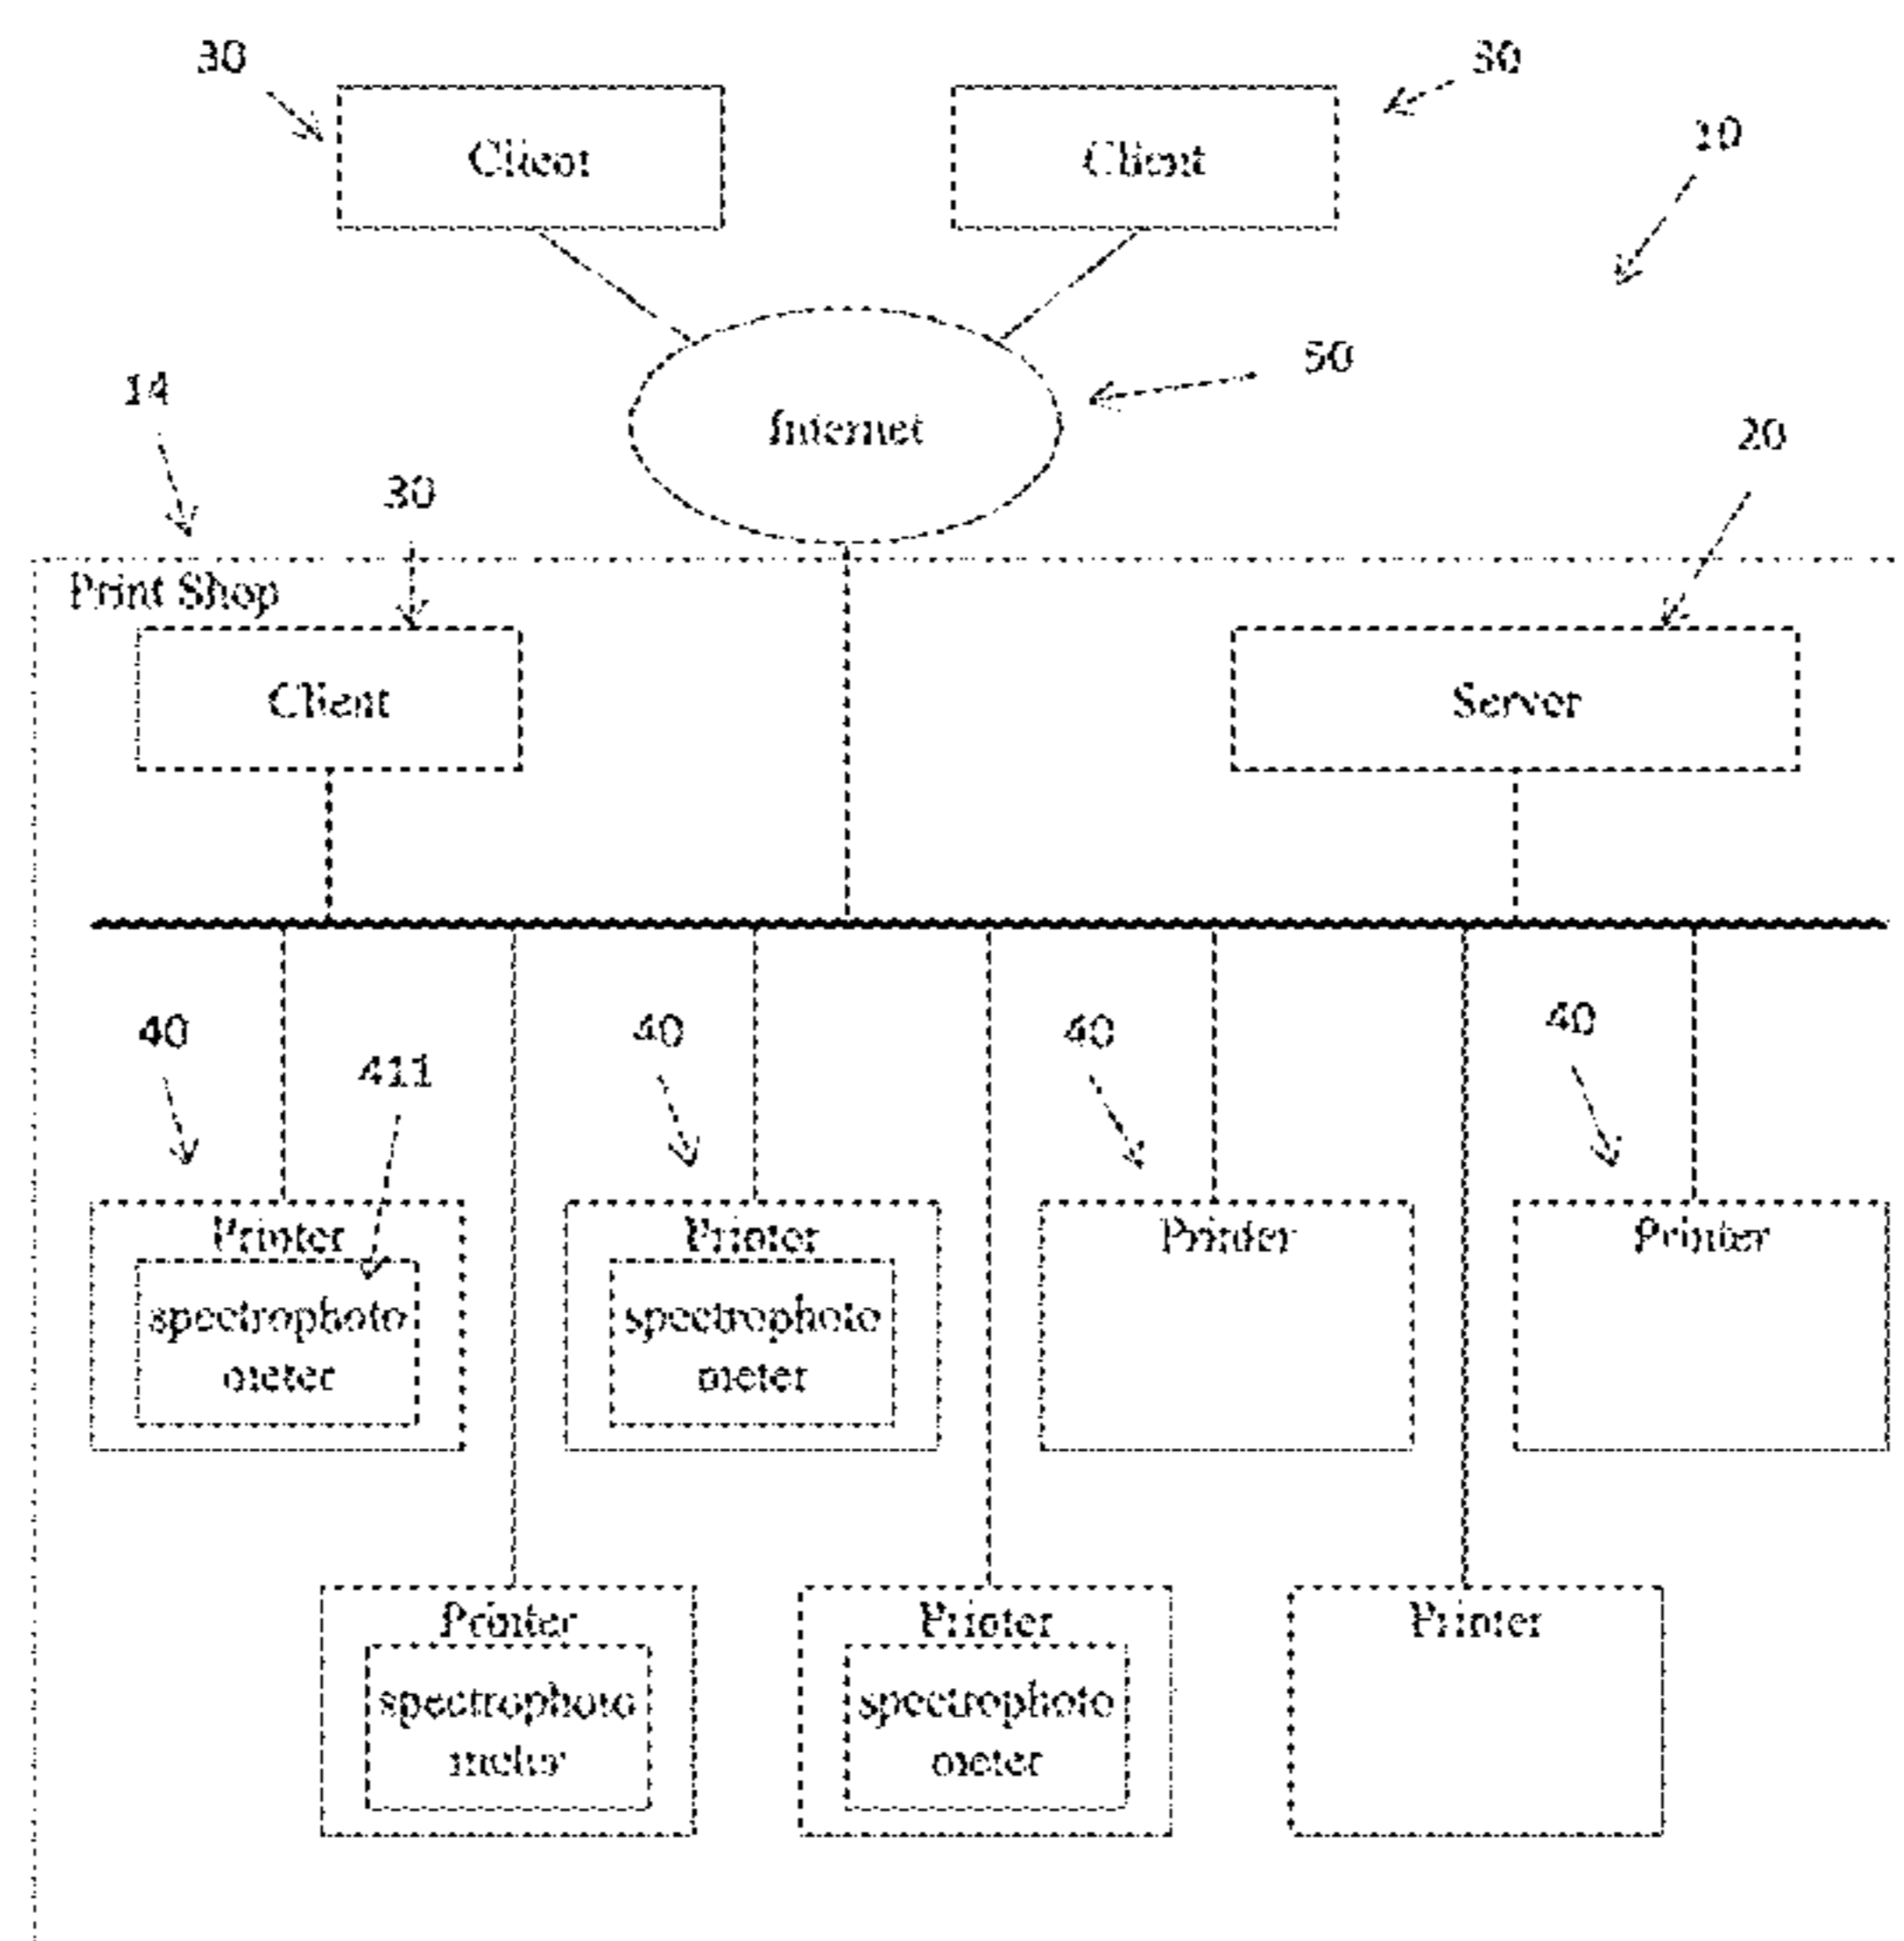 30
30
10
Client
Client
50
14
Internet
20
30
Print Shop
Client
Server
40
40
40
40
411
Printer
Printer
Printer
Printer
spectrophoto
meter
spectrophoto
meter
Printer
Printer
Printer
spectrophoto
meter
spectrophoto
meter